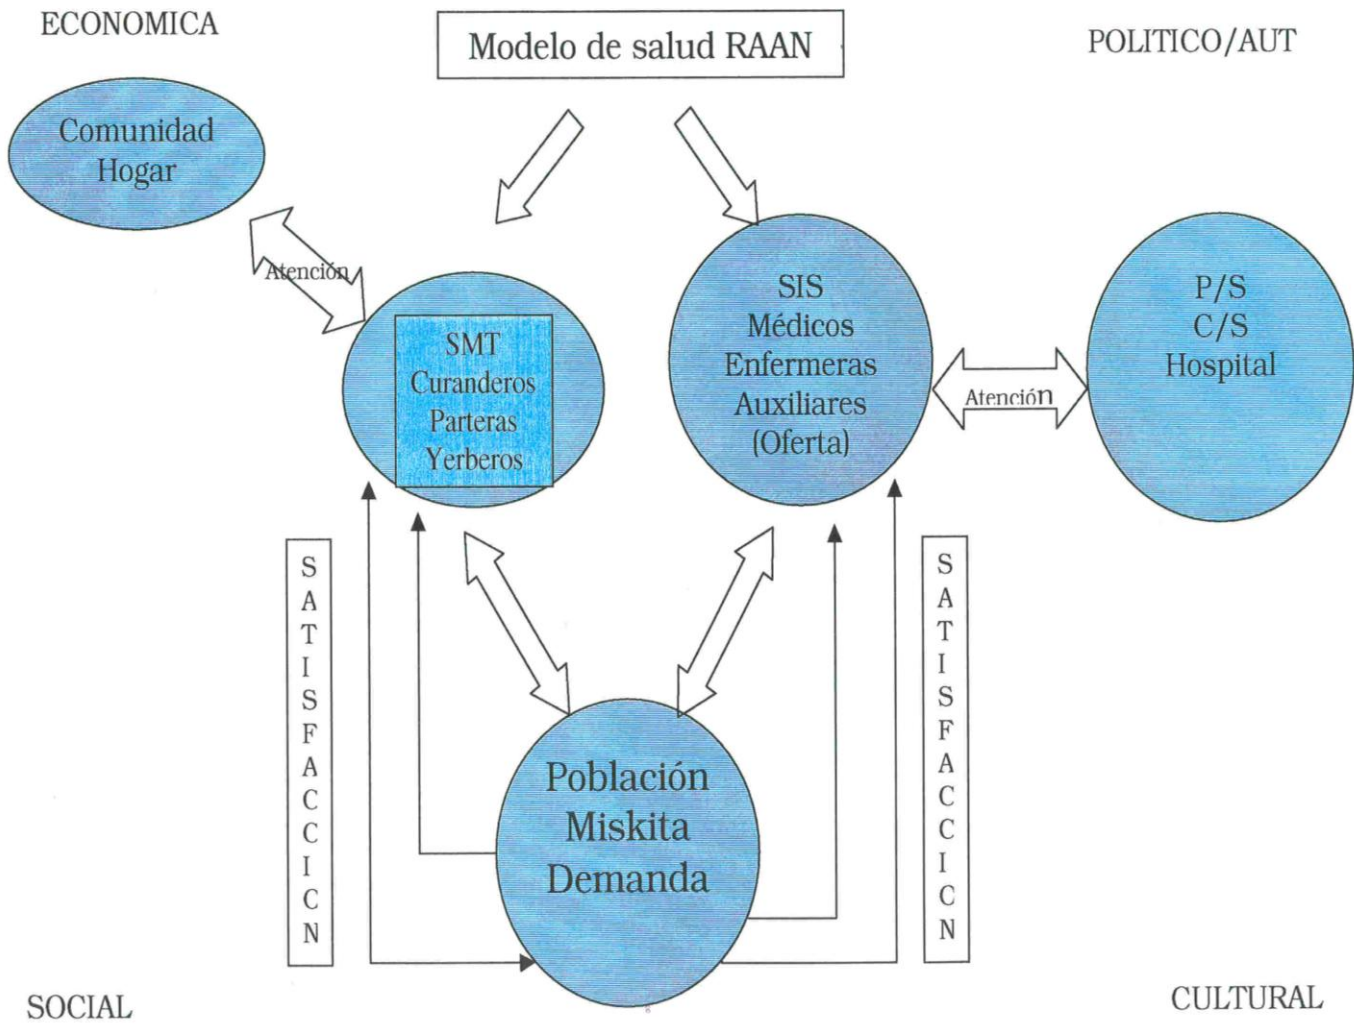 ECONOMICA
Modelo de salud RAAN
POLITICO/AUT
Comunidad
Hogar
Atención
SMT
Curanderos
Parteras
Yerberos
SIS
Médicos
Enfermeras
Auxiliares
(Oferta)
Atención
P/S
C/S
Hospital
S
A
T
I
S
F
A
C
C
I
C
N
S
A
T
I
S
F
A
C
C
I
C
N
Población
Miskita
Demanda
SOCIAL
CULTURAL